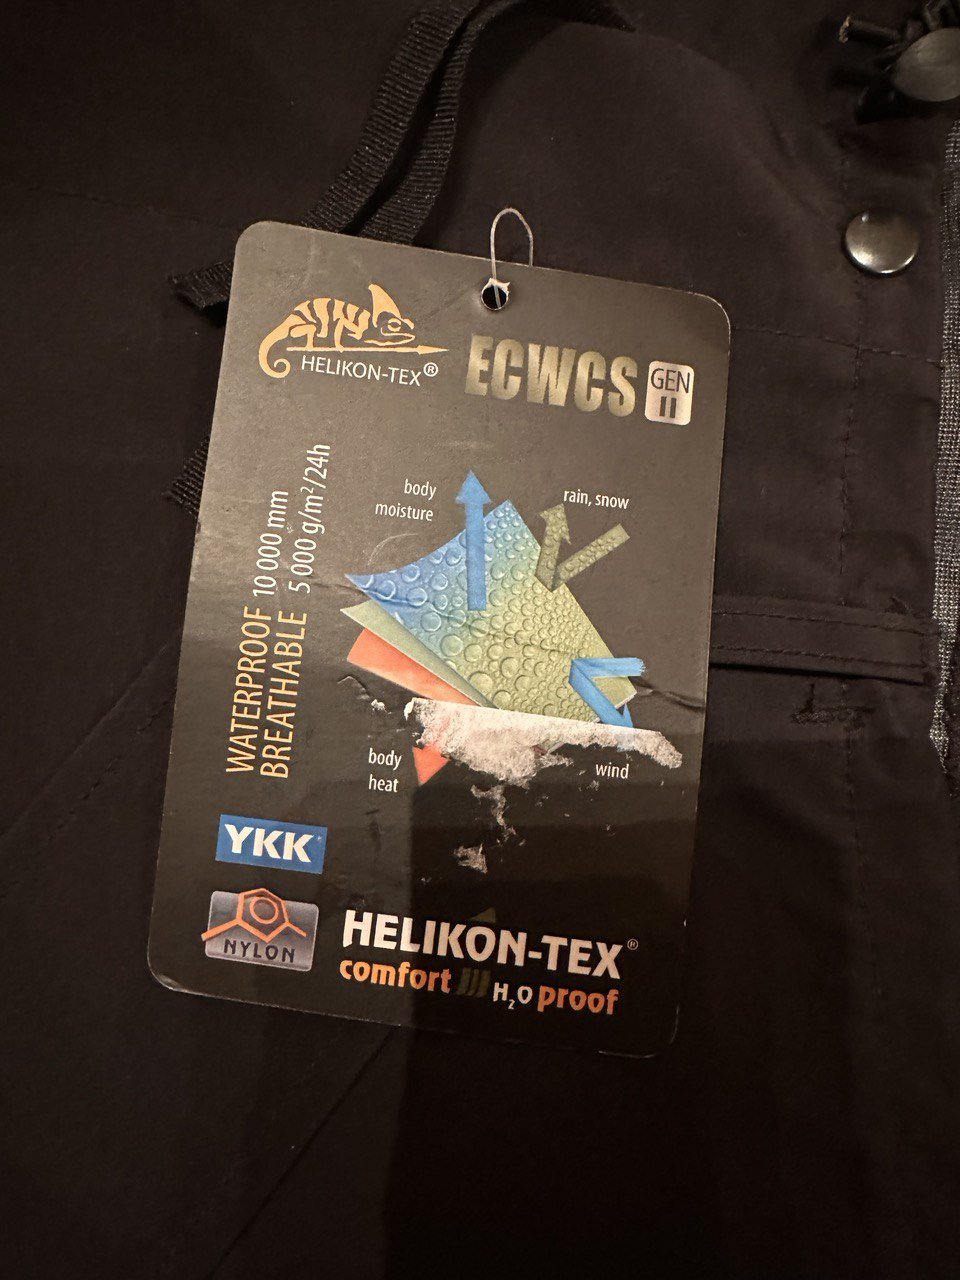 HELIKON-TEX®
ECWCS GEN II
body moisture
rain, snow
WATERPROOF 10 000 mm
BREATHABLE 5 000 g/m²/24h
body heat
wind
YKK
NYLON
HELIKON-TEX®
comfort H₂O proof